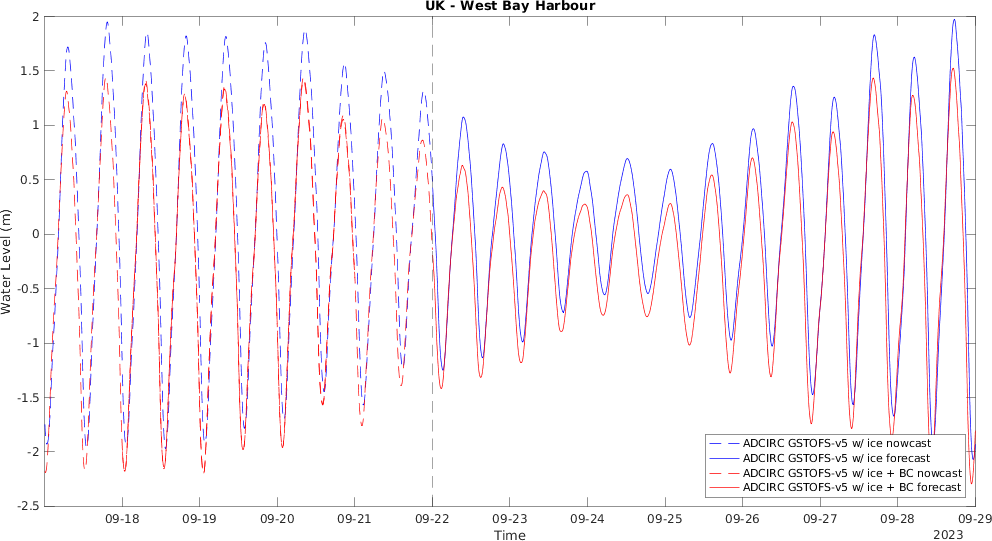 UK - West Bay Harbour
2
1.5
1
0.5
0
-0.5
-1
-1.5
-2
-2.5
Water Level (m)
ADCIRC GSTOFS-v5 w/ ice nowcast
ADCIRC GSTOFS-v5 w/ ice forecast
ADCIRC GSTOFS-v5 w/ ice + BC nowcast
ADCIRC GSTOFS-v5 w/ ice + BC forecast
09-18 09-19 09-20 09-21 09-22 09-23 09-24 09-25 09-26 09-27 09-28 09-29
Time
2023